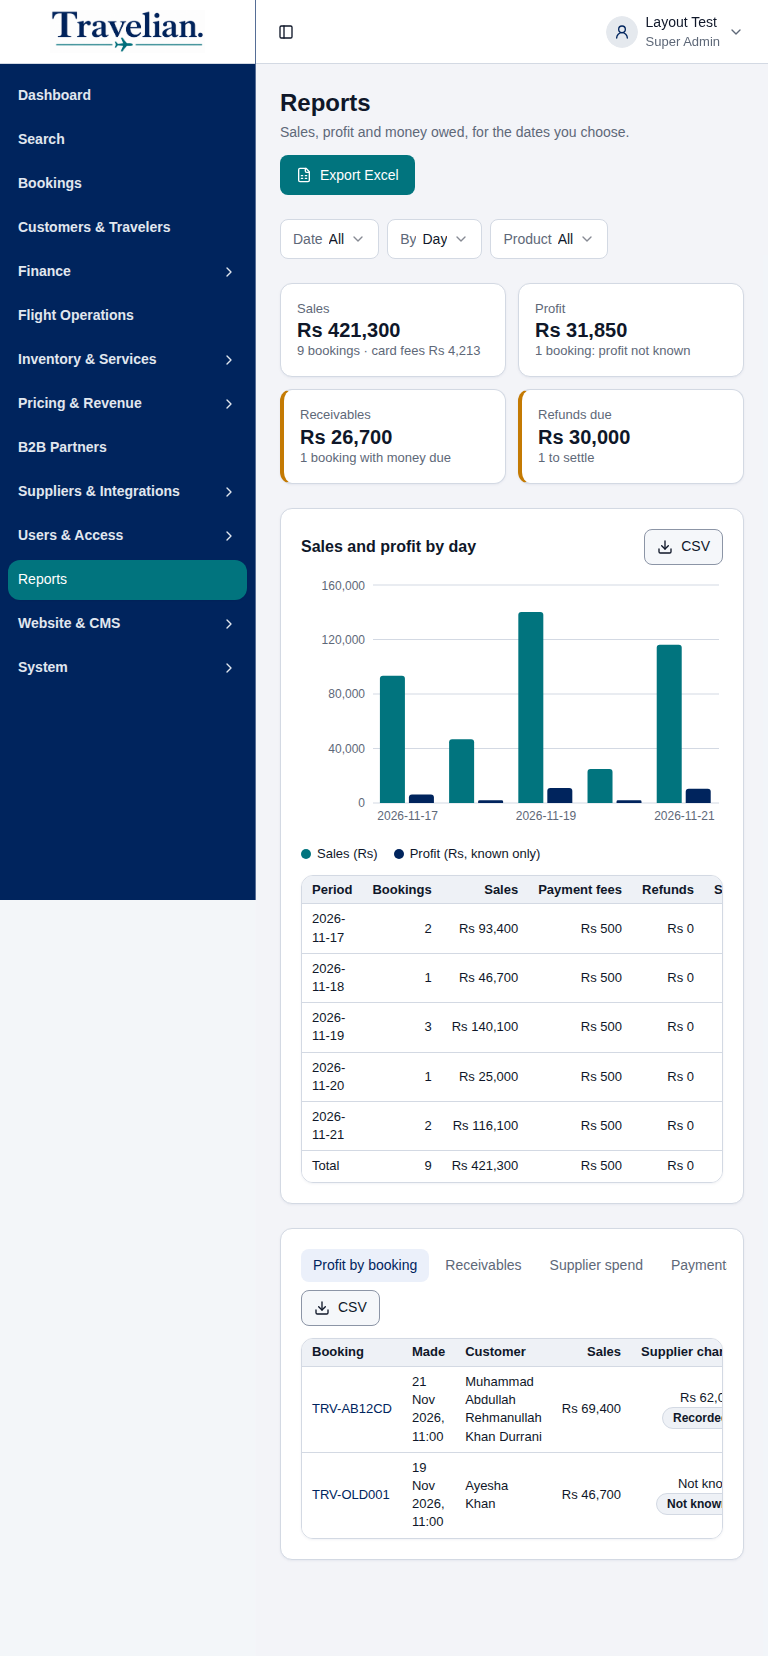 Travelian.
Layout Test
Super Admin
Dashboard
Search
Bookings
Customers & Travelers
Finance
Flight Operations
Inventory & Services
Pricing & Revenue
B2B Partners
Suppliers & Integrations
Users & Access
Reports
Website & CMS
System
Reports
Sales, profit and money owed, for the dates you choose.
Export Excel
Date All
By Day
Product All
Sales
Rs 421,300
9 bookings · card fees Rs 4,213
Profit
Rs 31,850
1 booking: profit not known
Receivables
Rs 26,700
1 booking with money due
Refunds due
Rs 30,000
1 to settle
Sales and profit by day
CSV
160,000
120,000
80,000
40,000
0
2026-11-17 2026-11-19 2026-11-21
Sales (Rs) Profit (Rs, known only)
Period Bookings Sales Payment fees Refunds S
2026-
11-17 2 Rs 93,400 Rs 500 Rs 0
2026-
11-18 1 Rs 46,700 Rs 500 Rs 0
2026-
11-19 3 Rs 140,100 Rs 500 Rs 0
2026-
11-20 1 Rs 25,000 Rs 500 Rs 0
2026-
11-21 2 Rs 116,100 Rs 500 Rs 0
Total 9 Rs 421,300 Rs 500 Rs 0
Profit by booking Receivables Supplier spend Payment
CSV
Booking Made Customer Sales Supplier char
TRV-AB12CD
21
Nov
2026,
11:00
Muhammad
Abdullah
Rehmanullah
Khan Durrani
Rs 69,400
Rs 62,0
Recorde
TRV-OLD001
19
Nov
2026,
11:00
Ayesha
Khan
Rs 46,700
Not kno
Not know